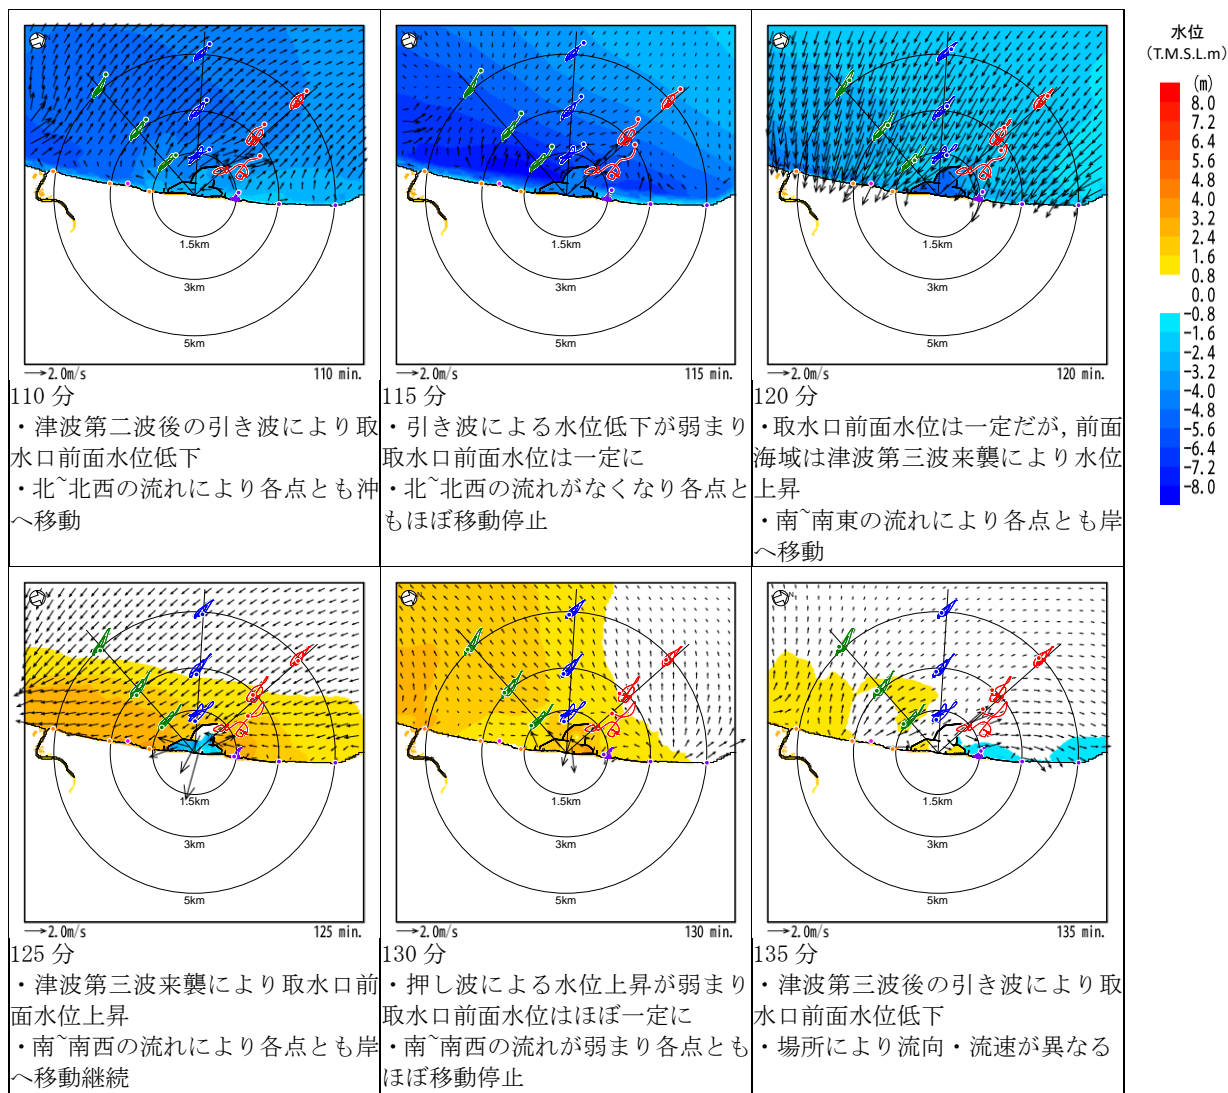 水位
(T.M.S.L.m)
(m)
8.0
7.2
6.4
5.6
4.8
4.0
3.2
2.4
1.6
0.8
0.0
-0.8
-1.6
-2.4
-3.2
-4.0
-4.8
-5.6
-6.4
-7.2
-8.0
N
1.5km
3km
5km
2.0m/s
110 min.
110 分
・津波第二波後の引き波により取
水口前面水位低下
・北~北西の流れにより各点とも沖
へ移動
N
1.5km
3km
5km
2.0m/s
115 min.
115 分
・引き波による水位低下が弱まり
取水口前面水位は一定に
・北~北西の流れがなくなり各点と
もほぼ移動停止
N
1.5km
3km
5km
2.0m/s
120 min.
120 分
・取水口前面水位は一定だが, 前面
海域は津波第三波来襲により水位
上昇
・南~南東の流れにより各点とも岸
へ移動
N
1.5km
3km
5km
2.0m/s
125 min.
125 分
・津波第三波来襲により取水口前
面水位上昇
・南~南西の流れにより各点とも岸
へ移動継続
N
1.5km
3km
5km
2.0m/s
130 min.
130 分
・押し波による水位上昇が弱まり
取水口前面水位はほぼ一定に
・南~南西の流れが弱まり各点とも
ほぼ移動停止
N
1.5km
3km
5km
2.0m/s
135 min.
135 分
・津波第三波後の引き波により取
水口前面水位低下
・場所により流向・流速が異なる